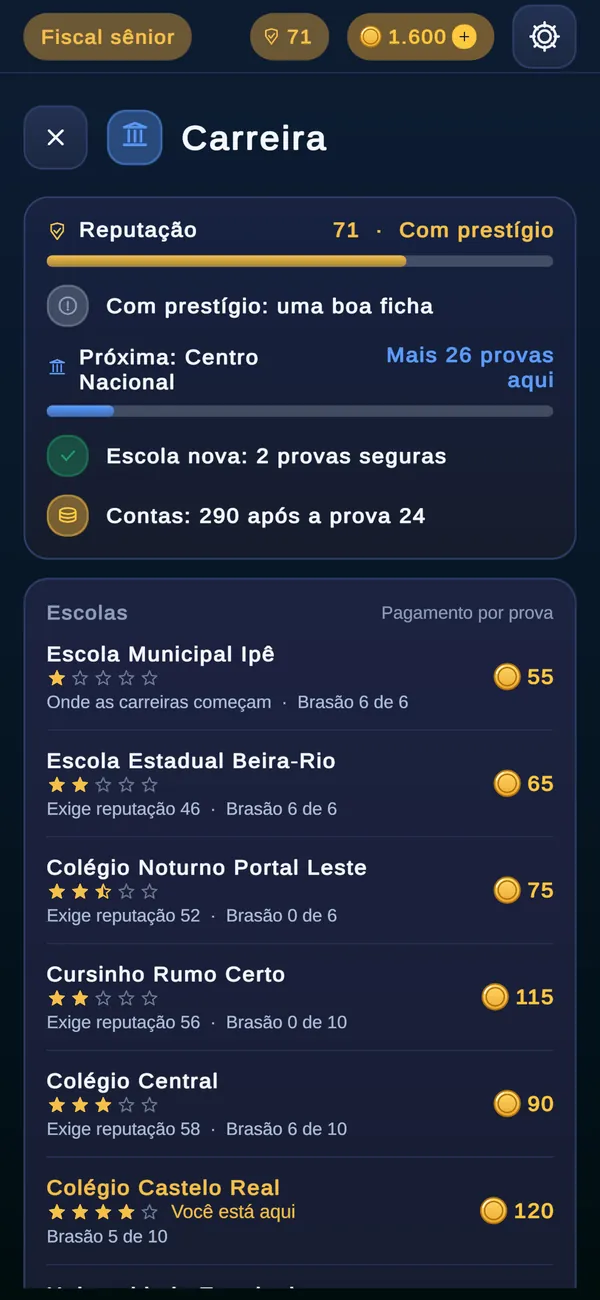 Fiscal sênior
71
1.600
Carreira
Reputação
71 · Com prestígio
Com prestígio: uma boa ficha
Próxima: Centro
Nacional
Mais 26 provas
aqui
Escola nova: 2 provas seguras
Contas: 290 após a prova 24
Escolas
Pagamento por prova
Escola Municipal Ipê
55
Onde as carreiras começam · Brasão 6 de 6
Escola Estadual Beira-Rio
65
Exige reputação 46 · Brasão 6 de 6
Colégio Noturno Portal Leste
75
Exige reputação 52 · Brasão 0 de 6
Cursinho Rumo Certo
115
Exige reputação 56 · Brasão 0 de 10
Colégio Central
90
Exige reputação 58 · Brasão 6 de 10
Colégio Castelo Real
Você está aqui
120
Brasão 5 de 10